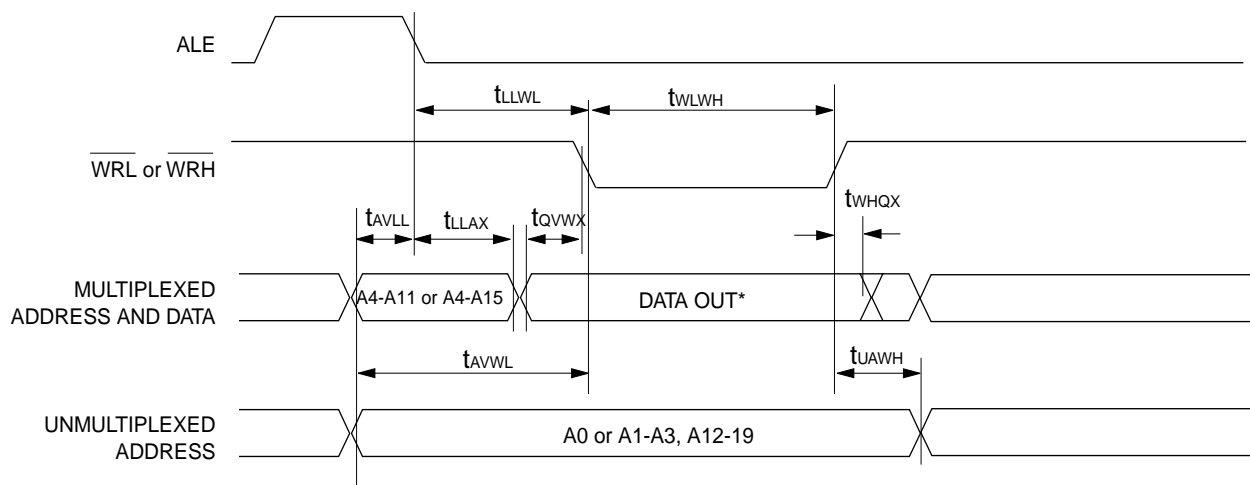 ALE
tLLWL
tWLWH
WRL or WRH
tAVLL
tLLAX
tQVWX
tWHQX
MULTIPLEXED
ADDRESS AND DATA
A4-A11 or A4-A15
DATA OUT*
tAVWL
tUAWH
UNMULTIPLEXED
ADDRESS
A0 or A1-A3, A12-19